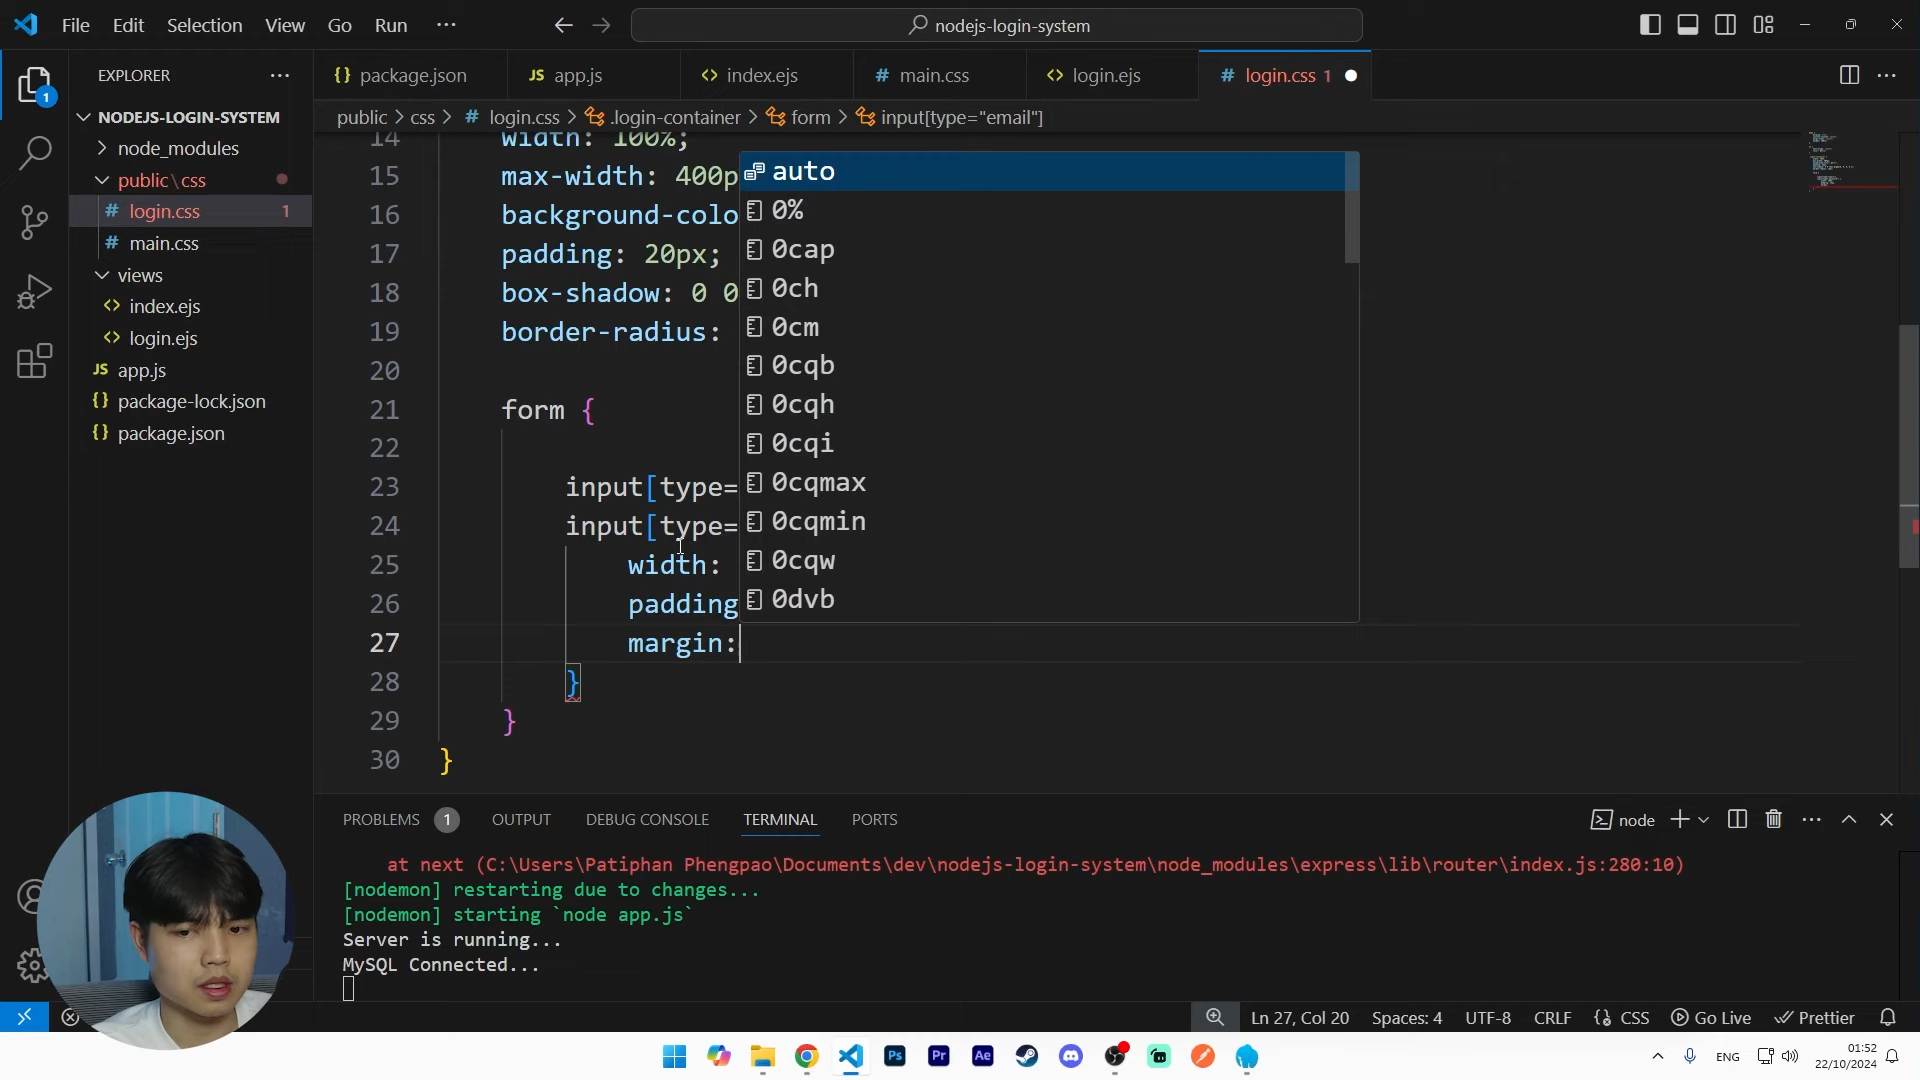 File Edit Selection View Go Run ...
nodejs-login-system
EXPLORER
1
NODEJS-LOGIN-SYSTEM
node_modules
public\css
login.css 1
main.css
views
index.ejs
login.ejs
JS app.js
{} package-lock.json
{} package.json
{} package.json JS app.js <> index.ejs # main.css <> login.ejs # login.css 1
public > css > # login.css > .login-container > form > input[type="email"]
14 width: 100%;
15 max-width: 400p
16 background-colo
17 padding: 20px;
18 box-shadow: 0 0
19 border-radius:
20
21 form {
22
23 input[type=
24 input[type=
25 width:
26 padding
27 margin:
28 }
29 }
30 }
auto
0%
0cap
0ch
0cm
0cqb
0cqh
0cqi
0cqmax
0cqmin
0cqw
0dvb
PROBLEMS 1 OUTPUT DEBUG CONSOLE TERMINAL PORTS
node
at next (C:\Users\Patiphan Phengpao\Documents\dev\nodejs-login-system\node_modules\express\lib\router\index.js:280:10)
[nodemon] restarting due to changes...
[nodemon] starting `node app.js`
Server is running...
MySQL Connected...
Ln 27, Col 20 Spaces: 4 UTF-8 CRLF {} CSS Go Live Prettier
Ps Pr Ae
ENG
01:52
22/10/2024